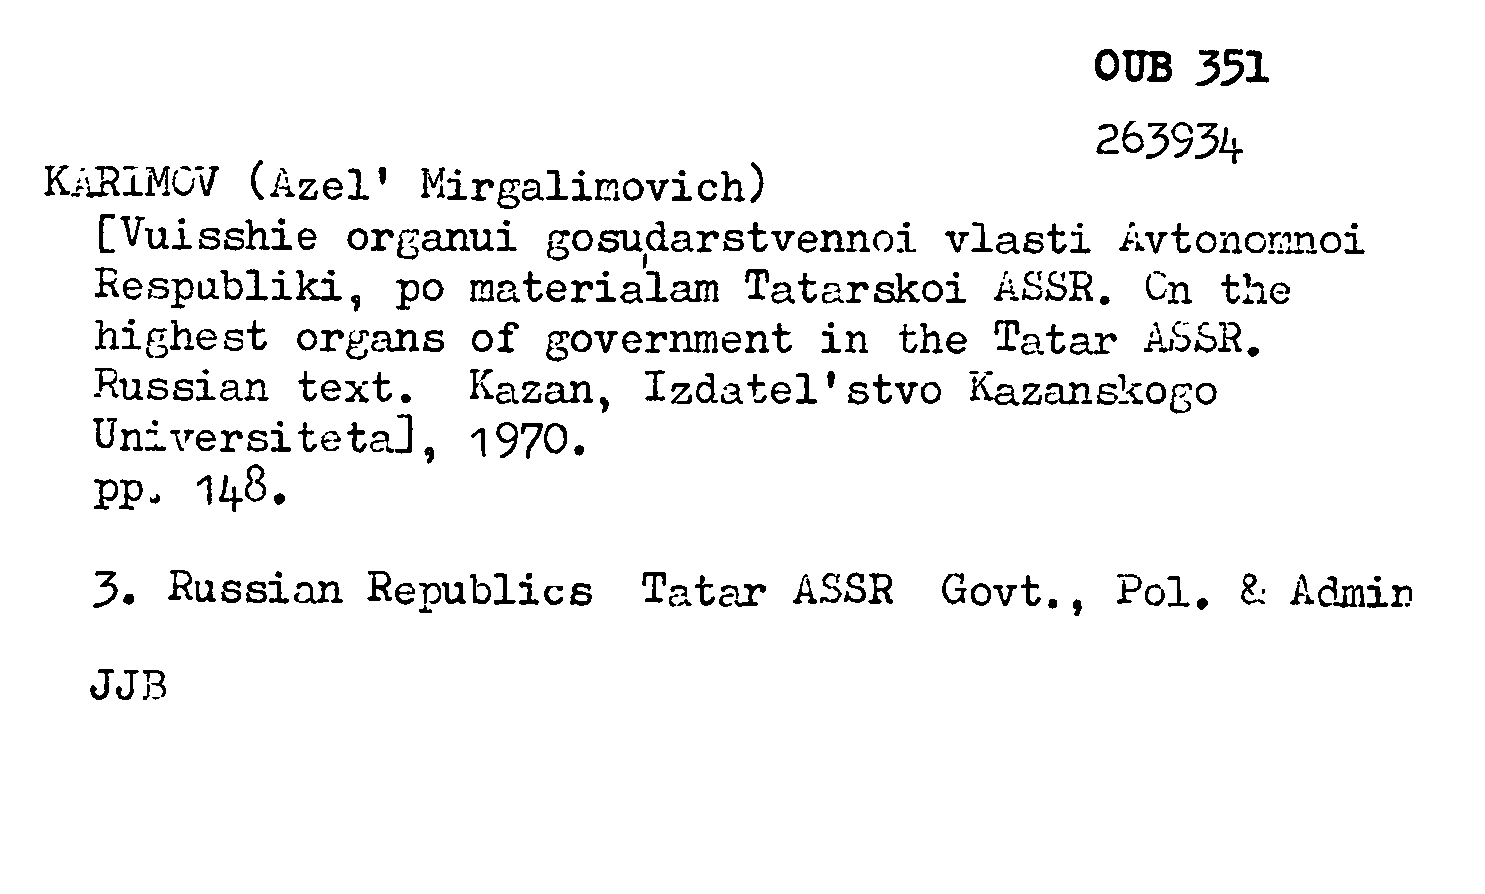 OUB 351
263934
KARIMOV (Azel' Mirgalimovich)
[Vuisshie organui gosudarstvennoi vlasti Avtonomnoi
Respubliki, po material'am Tatarskoi ASSR. On the
highest organs of government in the Tatar ASSR.
Russian text. Kazan, Izdatel'stvo Kazanskogo
Universiteta], 1970.
pp. 148.
3. Russian Republics Tatar ASSR Govt., Pol. & Admin
JJB